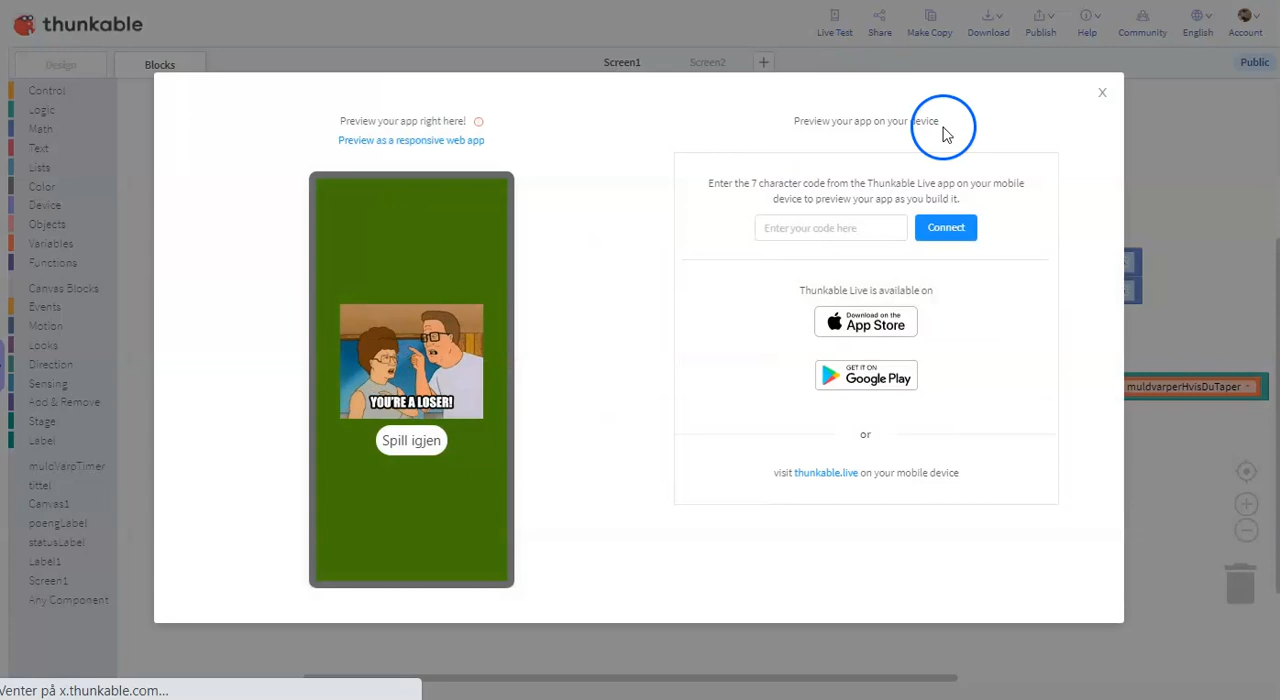 thunkable
Live Test
Share
Make Copy
Download
Publish
Help
Community
English
Account
Design
Blocks
Screen1
Screen2
Public
Control
Logic
Math
Text
Lists
Color
Device
Objects
Variables
Functions
Canvas Blocks
Events
Motion
Looks
Direction
Sensing
Add & Remove
Stage
Label
muldVarpTimer
tittel
Canvas1
poengLabel
statusLabel
Label1
Screen1
Any Component
X
Preview your app right here!
Preview as a responsive web app
YOU'RE A LOSER!
Spill igjen
Preview your app on your device
Enter the 7 character code from the Thunkable Live app on your mobile
device to preview your app as you build it.
Enter your code here
Connect
Thunkable Live is available on
Download on the
App Store
GET IT ON
Google Play
or
visit thunkable.live on your mobile device
muldvarperHvisDuTaper
Venter på x.thunkable.com...